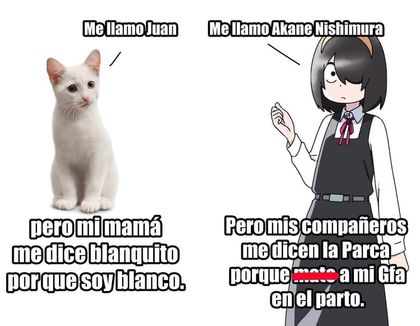 Me llamo Juan
pero mi mamá
me dice blanquito
por que soy blanco.
Me llamo Akane Nishimura
Pero mis compañeros
me dicen la Parca
porque mato a mi Gfa
en el parto.